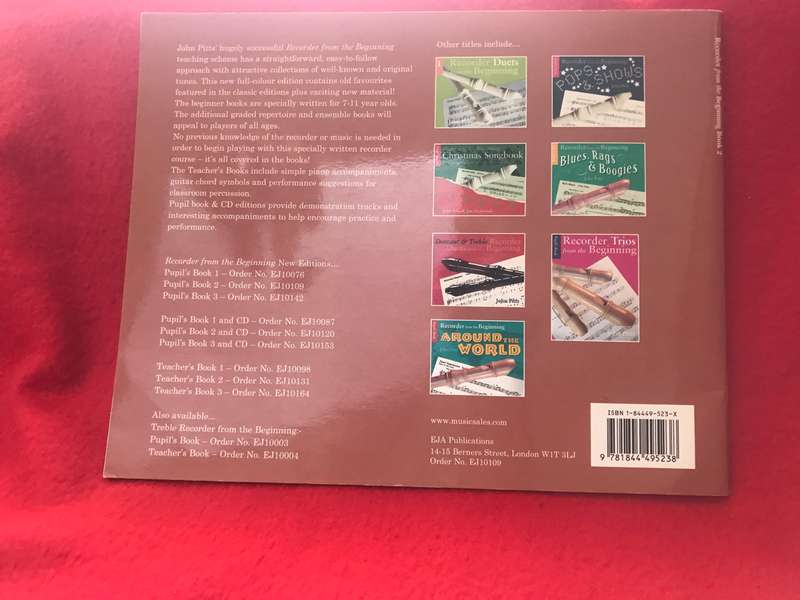 John Pitts' hugely successful Recorder from the Beginning
teaching scheme has a straightforward, easy-to-follow
approach with attractive collections of well-known and original
tunes. This new full-colour edition contains old favourites
featured in the classic editions plus exciting new material!
The beginner books are specially written for 7-11 year olds.
The additional graded repertoire and ensemble books will
appeal to players of all ages.
No previous knowledge of the recorder or music is needed in
order to begin playing with this specially written recorder
course – it's all covered in the books!
The Teacher's Books include simple piano accompaniments,
guitar chord symbols and performance suggestions for
classroom percussion.
Pupil book & CD editions provide demonstration tracks and
interesting accompaniments to help encourage practice and
performance.
Recorder from the Beginning New Editions....
Pupil's Book 1 – Order No. EJ10076
Pupil's Book 2 – Order No. EJ10109
Pupil's Book 3 – Order No. EJ10142
Pupil's Book 1 and CD – Order No. EJ10087
Pupil's Book 2 and CD – Order No. EJ10120
Pupil's Book 3 and CD – Order No. EJ10153
Teacher's Book 1 – Order No. EJ10098
Teacher's Book 2 – Order No. EJ10131
Teacher's Book 3 – Order No. EJ10164
Also available...
Treble Recorder from the Beginning:-
Pupil's Book – Order No. EJ10003
Teacher's Book – Order No. EJ10004
Other titles include....
Recorder Duets
from the Beginning
Recorder from the Beginning
POPS
& SHOWS
Christmas Songbook
Recorder from the Beginning
Blues, Rags
& Boogies
Descant & Treble Recorder
from the Beginning
John Pitts
Recorder Trios
from the Beginning
Recorder from the Beginning
AROUND THE
WORLD
www.musicsales.com
EJA Publications
14-15 Berners Street, London W1T 3LJ
Order No. EJ10109
ISBN 1-84449-523-X
9 781844 495238
Recorder from the Beginning Book 2